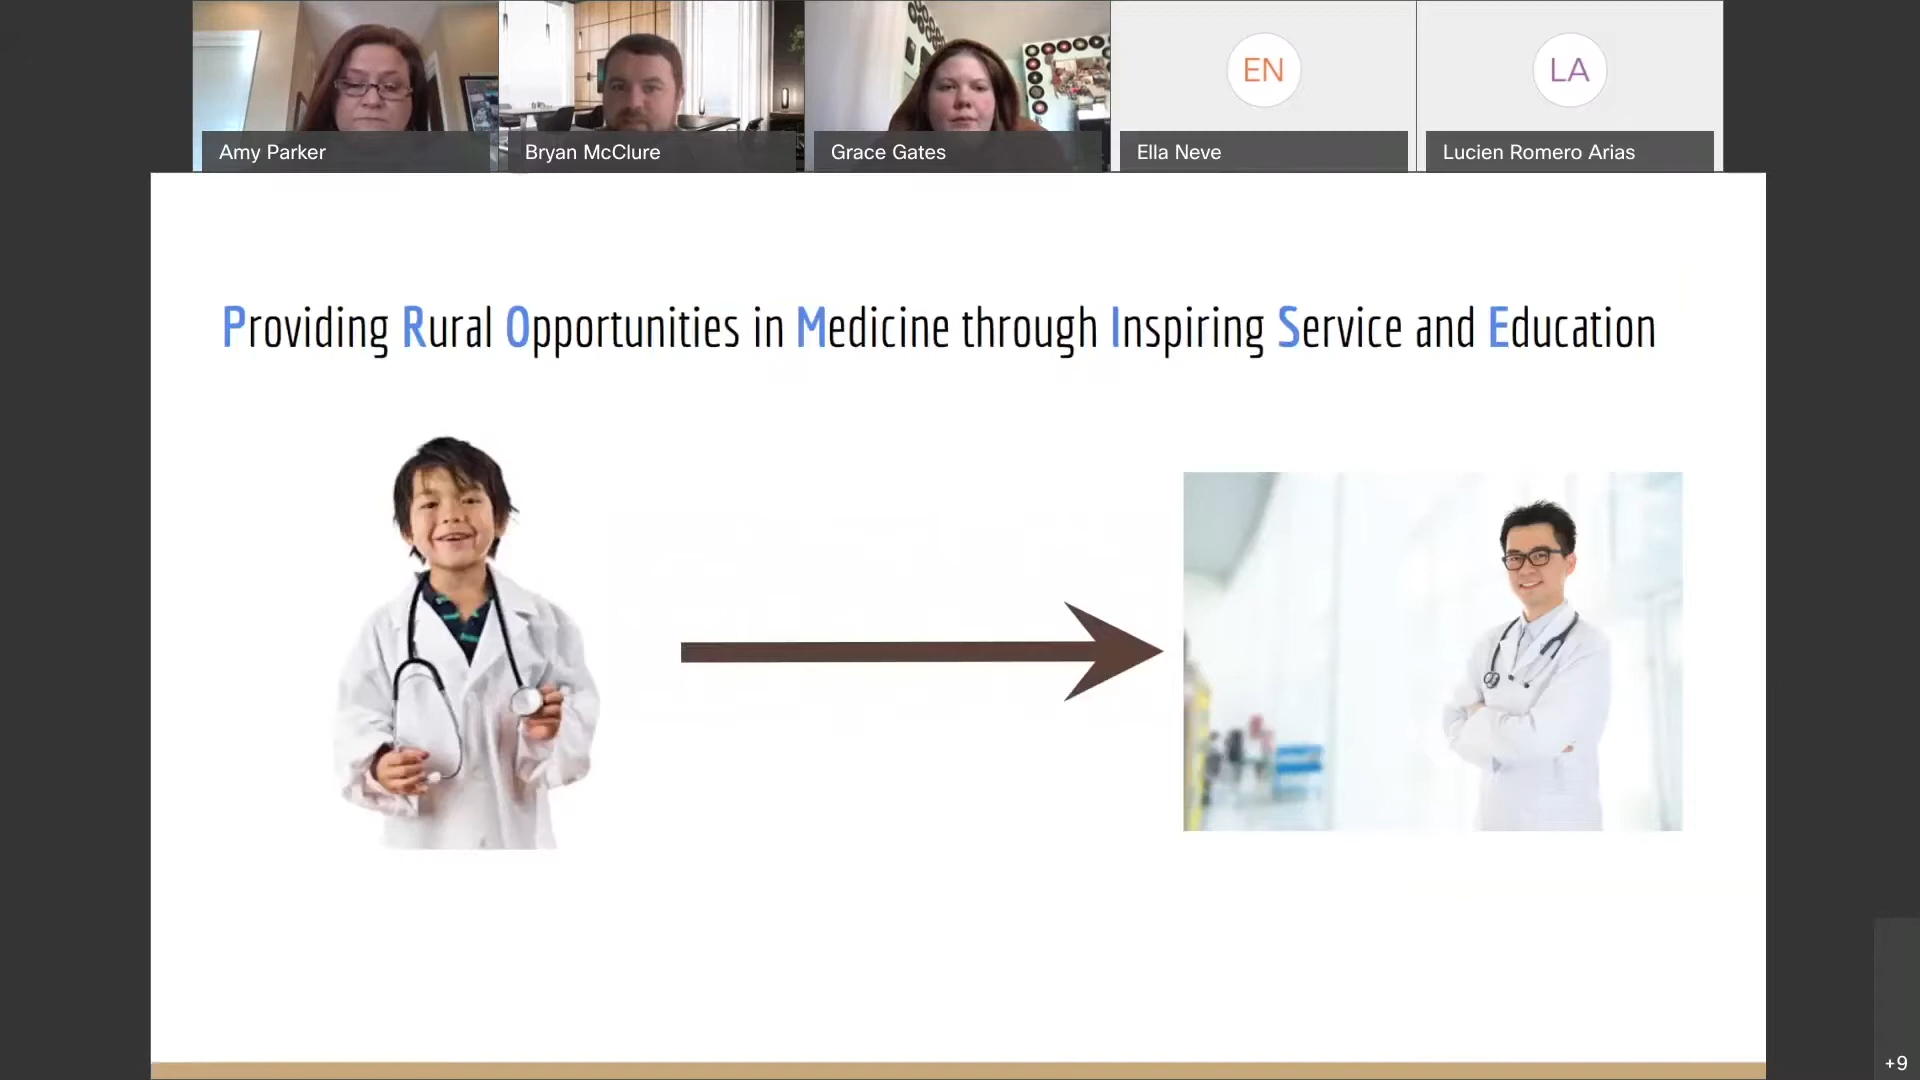 Amy Parker
Bryan McClure
Grace Gates
EN
Ella Neve
LA
Lucien Romero Arias
Providing Rural Opportunities in Medicine through Inspiring Service and Education
+9